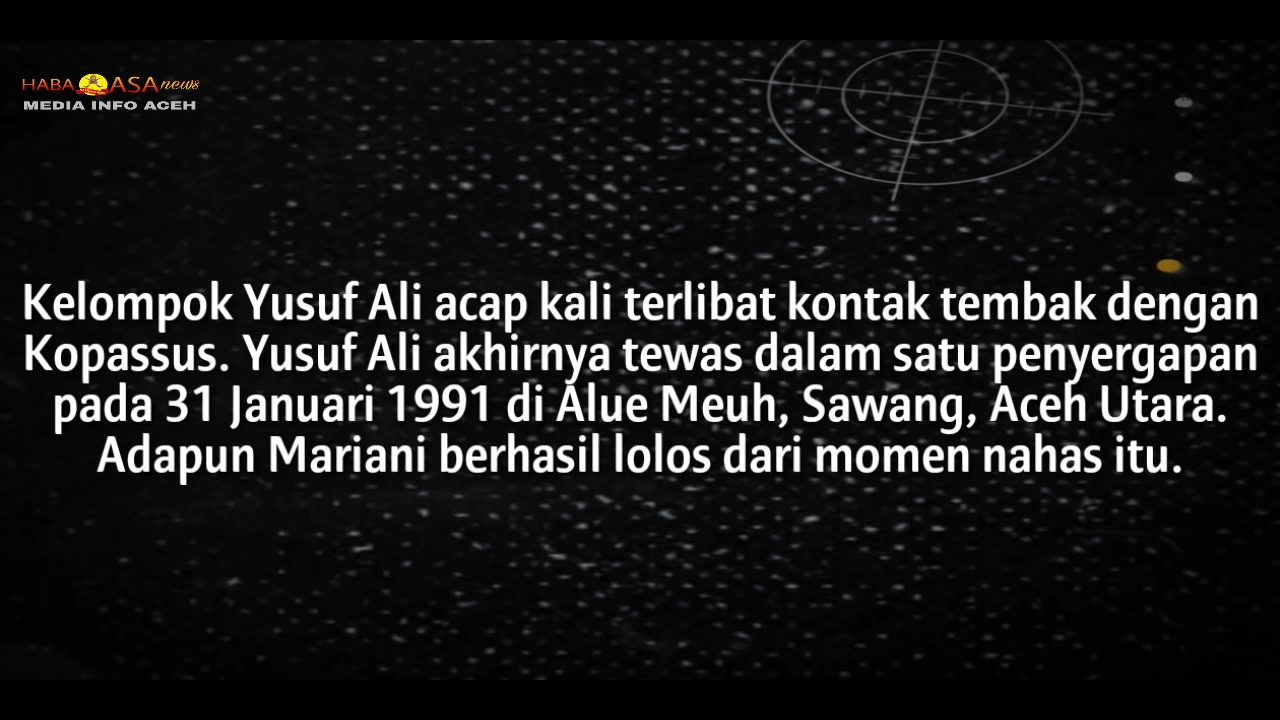 HABA ASA news
MEDIA INFO ACEH
Kelompok Yusuf Ali acap kali terlibat kontak tembak dengan
Kopassus. Yusuf Ali akhirnya tewas dalam satu penyergapan
pada 31 Januari 1991 di Alue Meuh, Sawang, Aceh Utara.
Adapun Mariani berhasil lolos dari momen nahas itu.